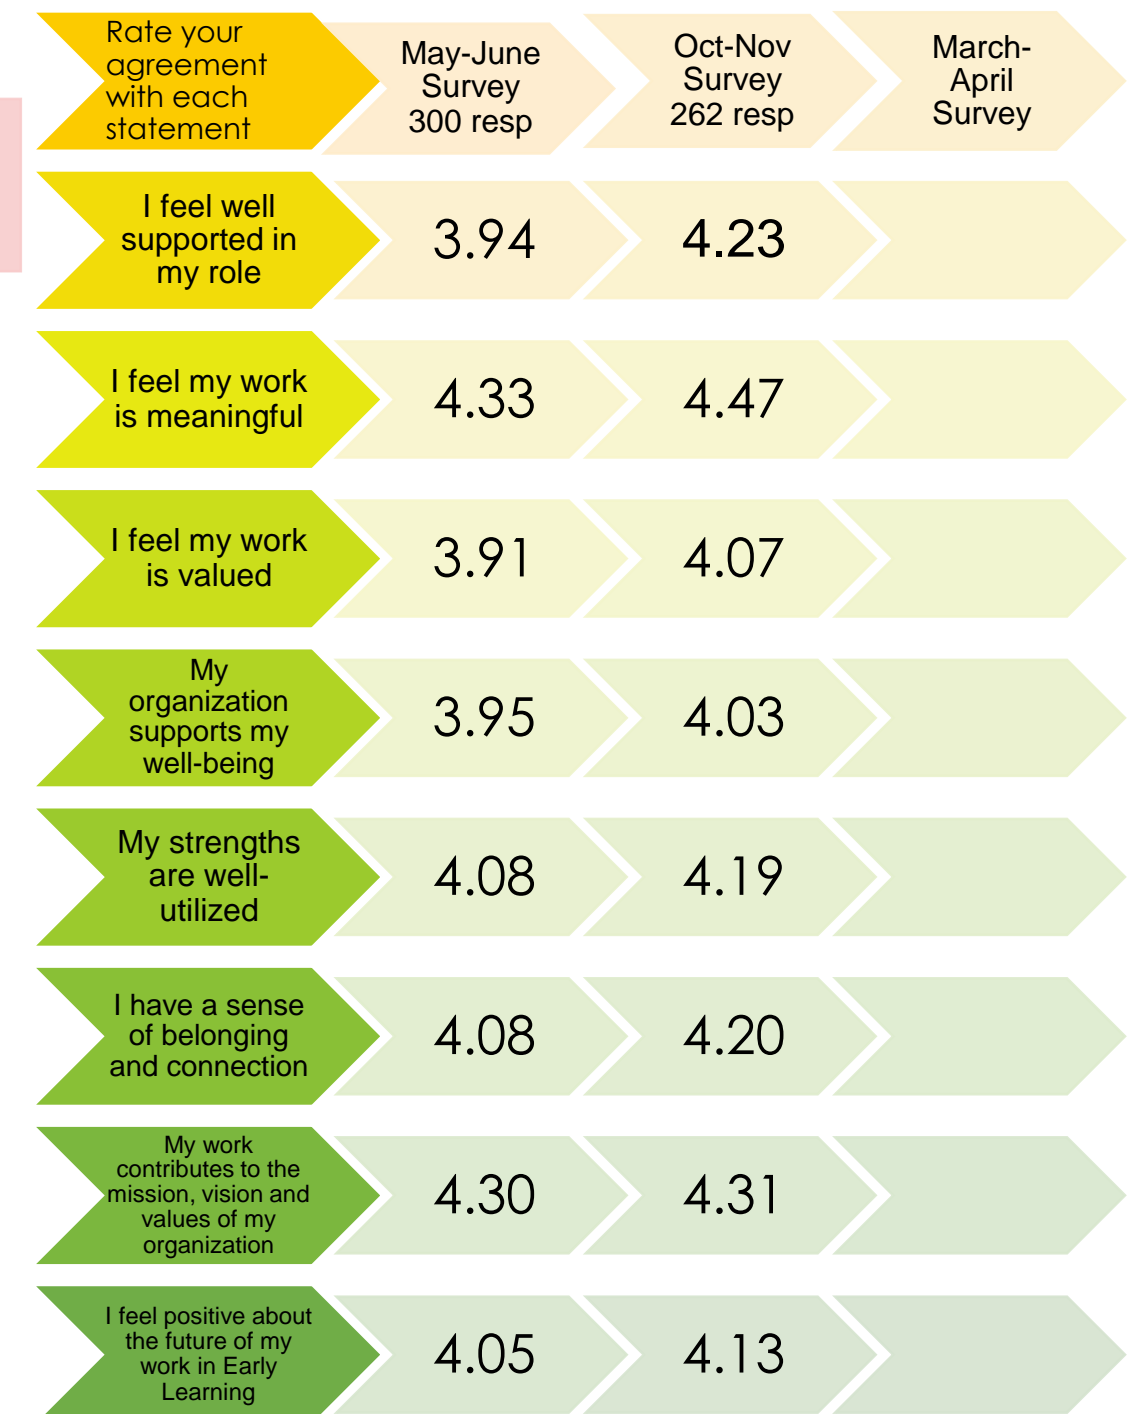 Rate your
agreement
with each
statement
May-June
Survey
300 resp
Oct-Nov
Survey
262 resp
March-
April
Survey
I feel well
supported in
my role
3.94
4.23
I feel my work
is meaningful
4.33
4.47
I feel my work
is valued
3.91
4.07
My
organization
supports my
well-being
3.95
4.03
My strengths
are well-
utilized
4.08
4.19
I have a sense
of belonging
and connection
4.08
4.20
My work
contributes to the
mission, vision and
values of my
organization
4.30
4.31
I feel positive about
the future of my
work in Early
Learning
4.05
4.13